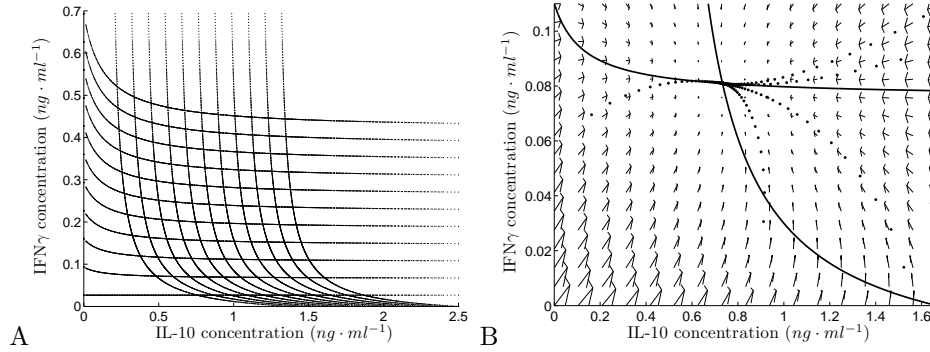 0.7
0.6
0.5
0.4
0.3
0.2
0.1
0
IFNγ concentration (ng · ml⁻¹)
0 0.5 1 1.5 2 2.5
IL-10 concentration (ng · ml⁻¹)
A
0.1
0.08
0.06
0.04
0.02
0
IFNγ concentration (ng · ml⁻¹)
0 0.2 0.4 0.6 0.8 1 1.2 1.4 1.6
IL-10 concentration (ng · ml⁻¹)
B